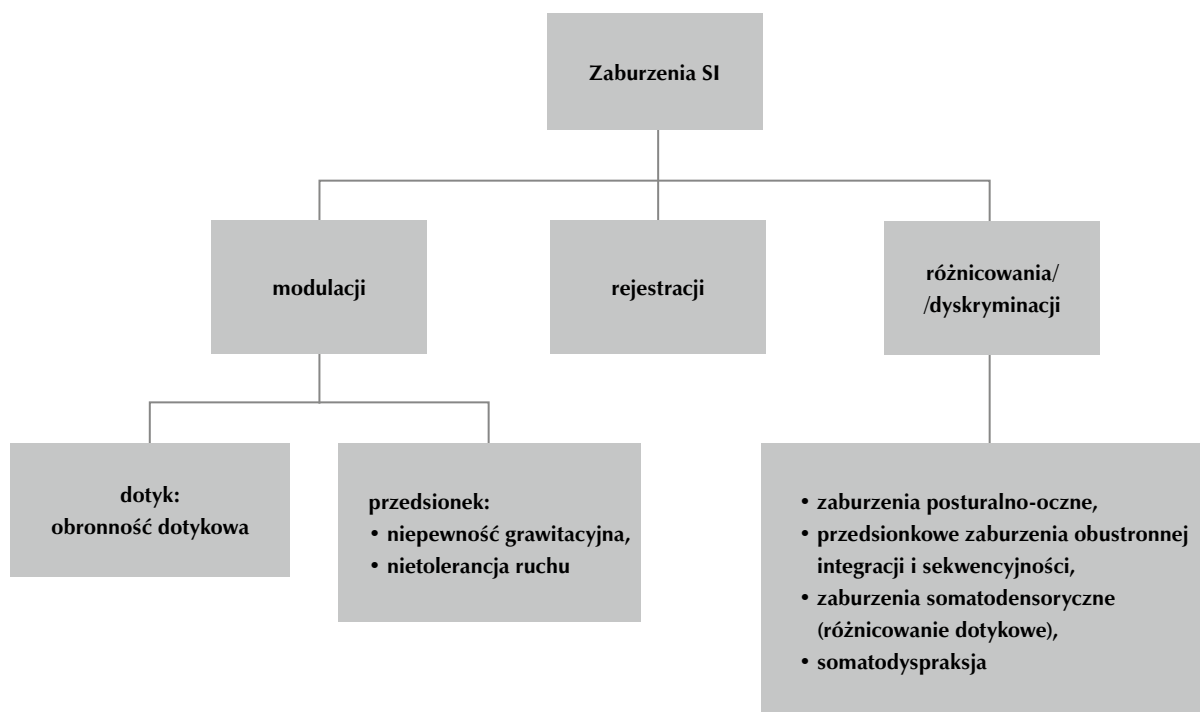 Zaburzenia SI
modulacji
rejestracji
różnicowania/
/dyskryminacji
dotyk:
obronność dotykowa
przedsionek:
• niepewność grawitacyjna,
• nietolerancja ruchu
• zaburzenia posturalno-oczne,
• przedsionkowe zaburzenia obustronnej
integracji i sekwencyjności,
• zaburzenia somatodensoryczne
(różnicowanie dotykowe),
• somatodyspraksja